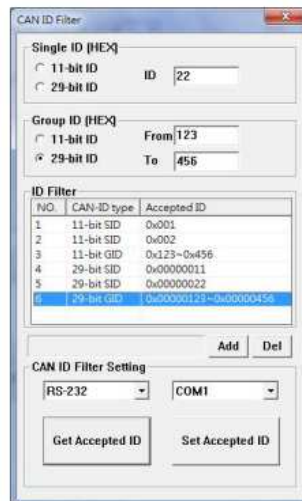 CAN ID Filter
Single ID (HEX)
11-bit ID
29-bit ID
ID 22
Group ID (HEX)
11-bit ID
29-bit ID
From 123
To 456
ID Filter
NO. CAN-ID type Accepted ID
1 11-bit SID 0x001
2 11-bit SID 0x002
3 11-bit GID 0x123~0x456
4 29-bit SID 0x00000011
5 29-bit SID 0x00000022
6 29-bit GID 0x00000123~0x00000456
Add Del
CAN ID Filter Setting
RS-232 COM1
Get Accepted ID Set Accepted ID